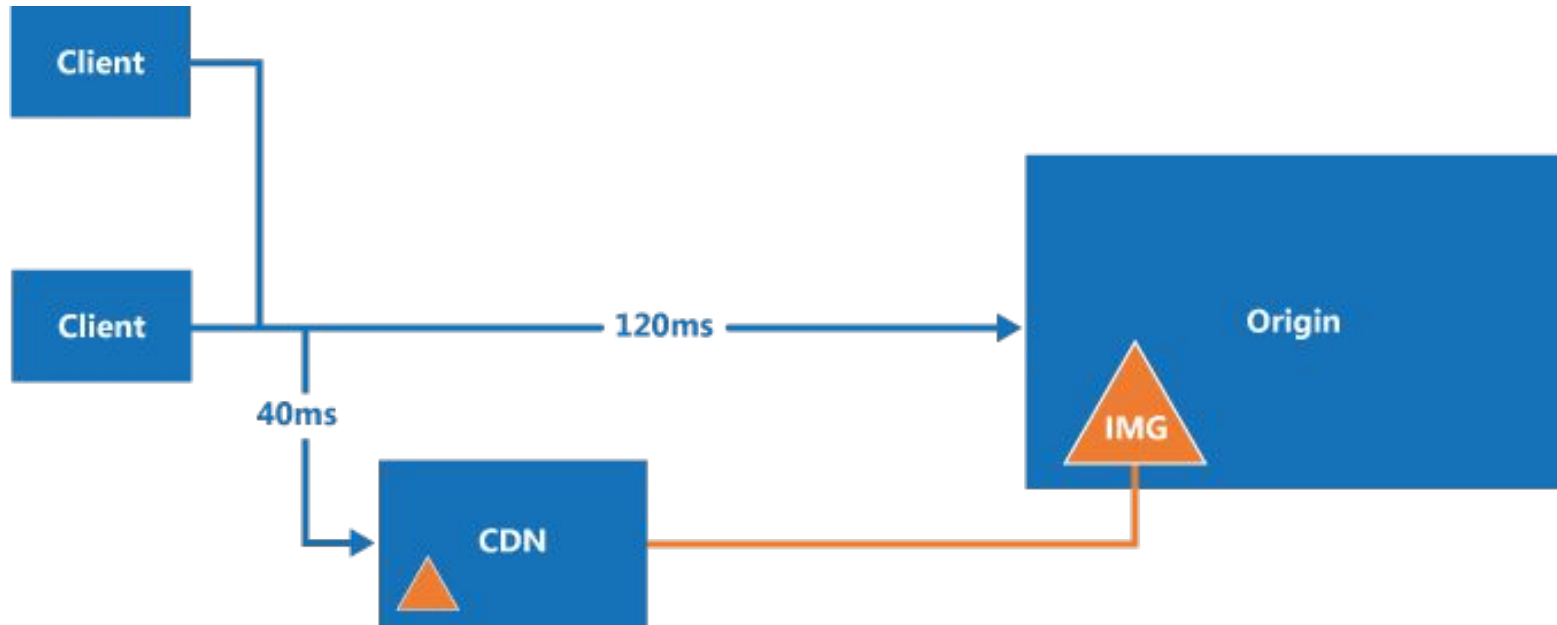 Client
Client
120ms
Origin
40ms
IMG
CDN